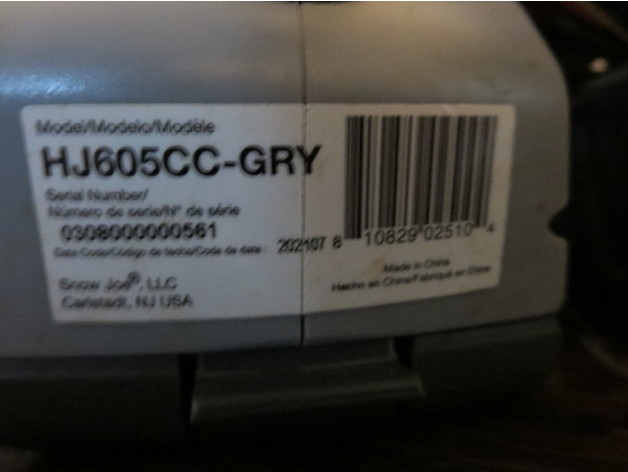 Model/Modelo/Modèle
HJ605CC-GRY
Serial Number/
Número de serie/N° de série
0308000000561
Date Code/Código de fecha/Code de date : 202107
8 10829 02510 4
Snow Joe®, LLC
Carlstadt, NJ USA
Made in China
Hecho en China/Fabriqué en Chine